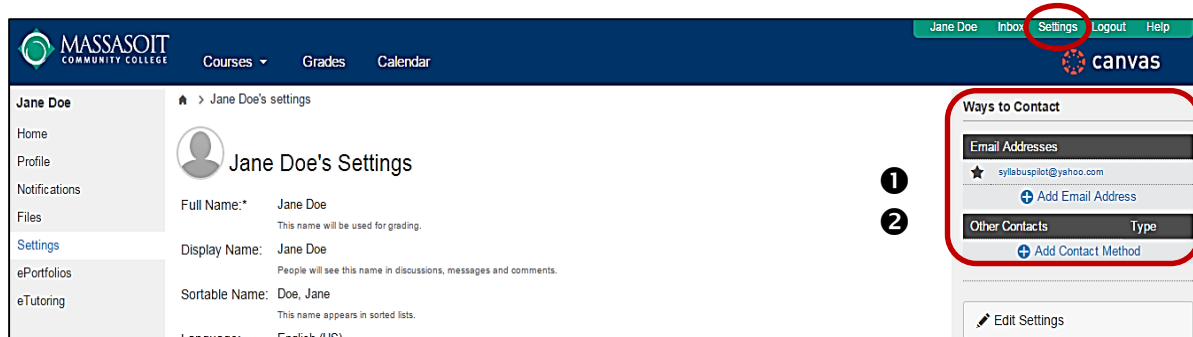 Jane Doe Inbox Settings Logout Help
MASSASOIT
COMMUNITY COLLEGE
Courses Grades Calendar
canvas
Jane Doe
Home
Profile
Notifications
Files
Settings
ePortfolios
eTutoring
> Jane Doe's settings
Jane Doe's Settings
Full Name:* Jane Doe
This name will be used for grading.
Display Name: Jane Doe
People will see this name in discussions, messages and comments.
Sortable Name: Doe, Jane
This name appears in sorted lists.
Language: English (US)
❶
❷
Ways to Contact
Email Addresses
syllabuspilot@yahoo.com
Add Email Address
Other Contacts Type
Add Contact Method
Edit Settings